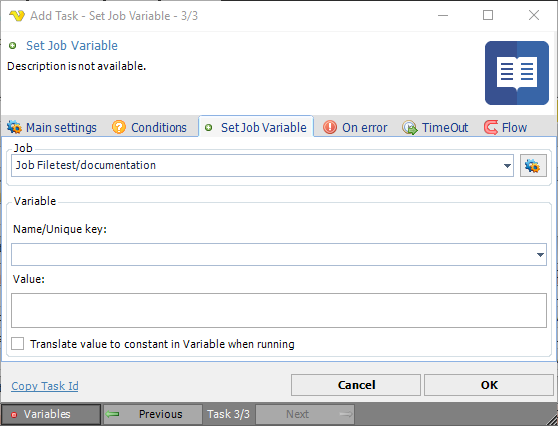 Add Task - Set Job Variable - 3/3
Set Job Variable
Description is not available.
Main settings Conditions Set Job Variable On error TimeOut Flow
Job
Job Filetest/documentation
Variable
Name/Unique key:
Value:
Translate value to constant in Variable when running
Copy Task Id Cancel OK
Variables Previous Task 3/3 Next